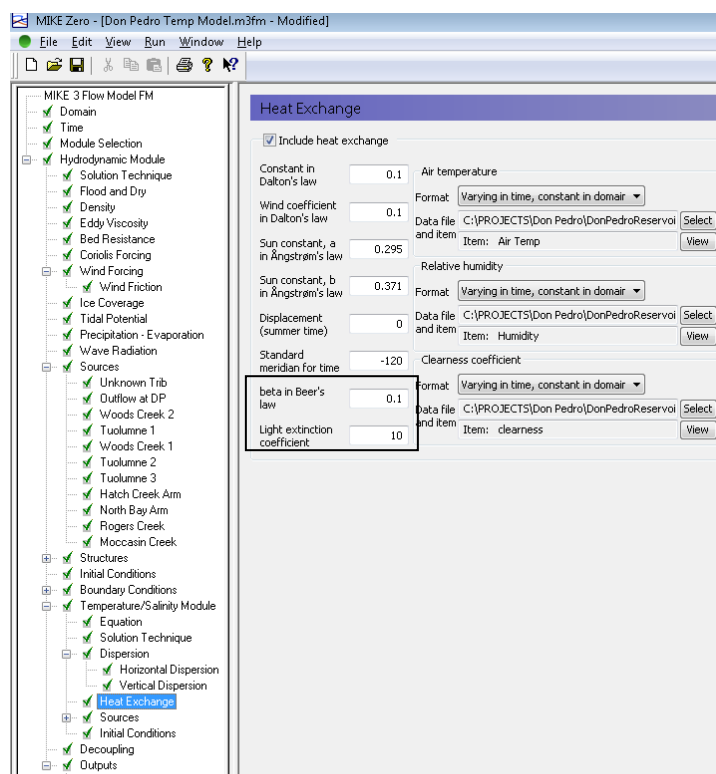 MIKE Zero - [Don Pedro Temp Model.m3fm - Modified]
File Edit View Run Window Help
MIKE 3 Flow Model FM
Domain
Time
Module Selection
Hydrodynamic Module
Solution Technique
Flood and Dry
Density
Eddy Viscosity
Bed Resistance
Coriolis Forcing
Wind Forcing
Wind Friction
Ice Coverage
Tidal Potential
Precipitation - Evaporation
Wave Radiation
Sources
Unknown Trib
Outflow at DP
Woods Creek 2
Tuolumne 1
Woods Creek 1
Tuolumne 2
Tuolumne 3
Hatch Creek Arm
North Bay Arm
Rogers Creek
Moccasin Creek
Structures
Initial Conditions
Boundary Conditions
Temperature/Salinity Module
Equation
Solution Technique
Dispersion
Horizontal Dispersion
Vertical Dispersion
Heat Exchange
Sources
Initial Conditions
Decoupling
Outputs
Heat Exchange
Include heat exchange
Constant in
Dalton's law
0.1
Wind coefficient
in Dalton's law
0.1
Sun constant, a
in Ångstrøm's law
0.295
Sun constant, b
in Ångstrøm's law
0.371
Displacement
(summer time)
0
Standard
meridian for time
-120
beta in Beer's
law
0.1
Light extinction
coefficient
10
Air temperature
Format Varying in time, constant in domair
Data file C:\PROJECTS\Don Pedro\DonPedroReservoi Select
and item Item: Air Temp View
Relative humidity
Format Varying in time, constant in domair
Data file C:\PROJECTS\Don Pedro\DonPedroReservoi Select
and item Item: Humidity View
Clearness coefficient
Format Varying in time, constant in domair
Data file C:\PROJECTS\Don Pedro\DonPedroReservoi Select
and item Item: clearness View